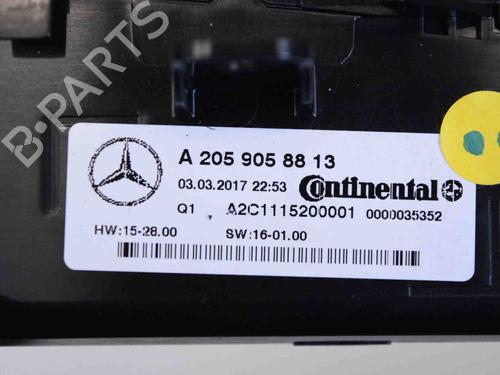 B-PARTS
A 205 905 88 13
03.03.2017 22:53 Continental
Q1 A2C1115200001 0000035352
HW:15-28.00 SW:16-01.00